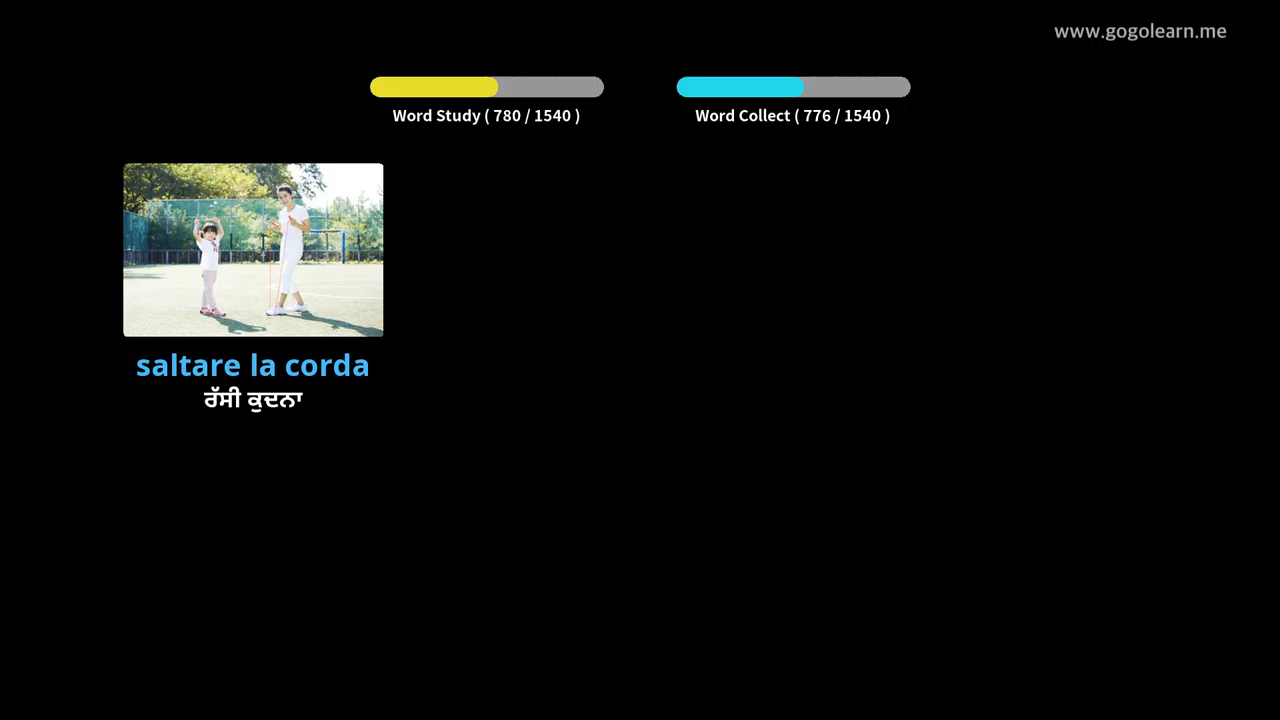 www.gogolearn.me
Word Study ( 780 / 1540 )
Word Collect ( 776 / 1540 )
saltare la corda
ਰੱਸੀ ਕੁਦਨਾ